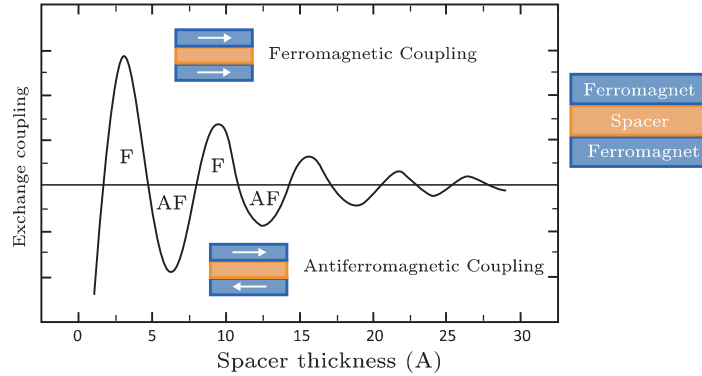 Ferromagnetic Coupling
Exchange coupling
F
F
AF
AF
Antiferromagnetic Coupling
0 5 10 15 20 25 30
Spacer thickness (A)
Ferromagnet
Spacer
Ferromagnet